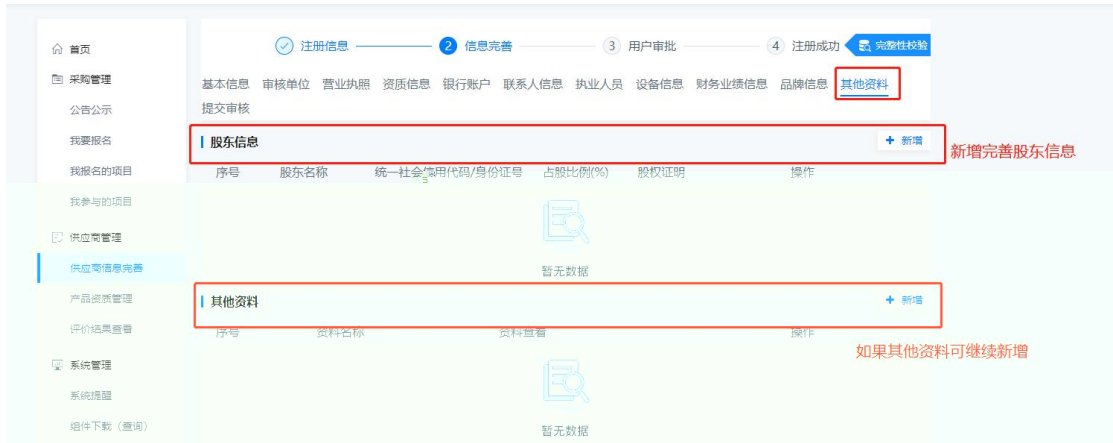 首页
采购管理
公告公示
我要报名
我报名的项目
我参与的项目
供应商管理
供应商信息完善
产品资质管理
评价结果查看
系统管理
系统提醒
组件下载（查询）
注册信息 2 信息完善 3 用户审批 4 注册成功 完整性校验
基本信息 审核单位 营业执照 资质信息 银行账户 联系人信息 执业人员 设备信息 财务业绩信息 品牌信息 其他资料
提交审核
股东信息 + 新增
新增完善股东信息
序号 股东名称 统一社会信用代码/身份证号 占股比例(%) 股权证明 操作
暂无数据
其他资料 + 新增
序号 资料名称 资料查看 操作
如果其他资料可继续新增
暂无数据